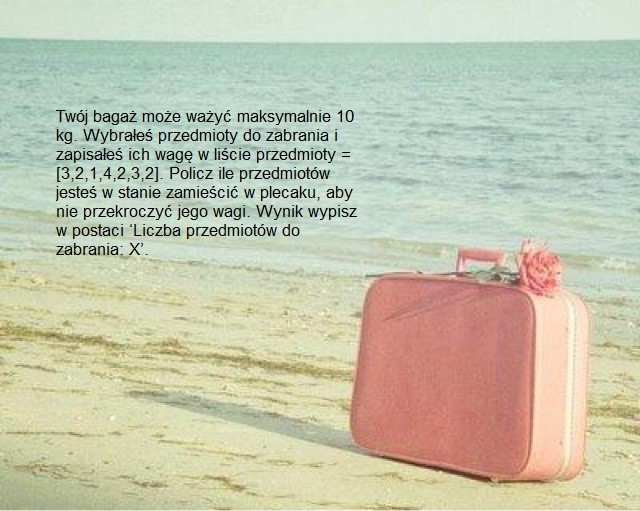 Twój bagaż może ważyć maksymalnie 10
kg. Wybrałeś przedmioty do zabrania i
zapisałeś ich wagę w liście przedmioty =
[3,2,1,4,2,3,2]. Policz ile przedmiotów
jesteś w stanie zamieścić w plecaku, aby
nie przekroczyć jego wagi. Wynik wypisz
w postaci ‘Liczba przedmiotów do
zabrania: X’.